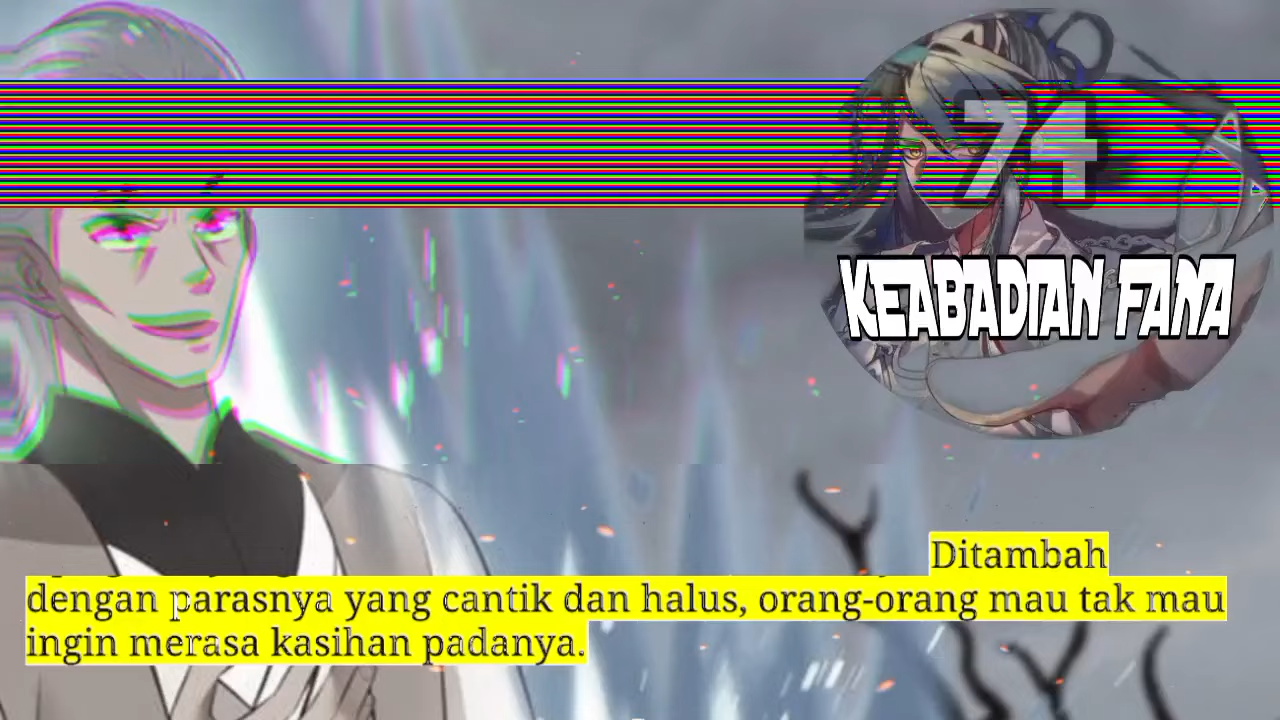 74
KEABADIAN FANA
Ditambah
dengan parasnya yang cantik dan halus, orang-orang mau tak mau
ingin merasa kasihan padanya.